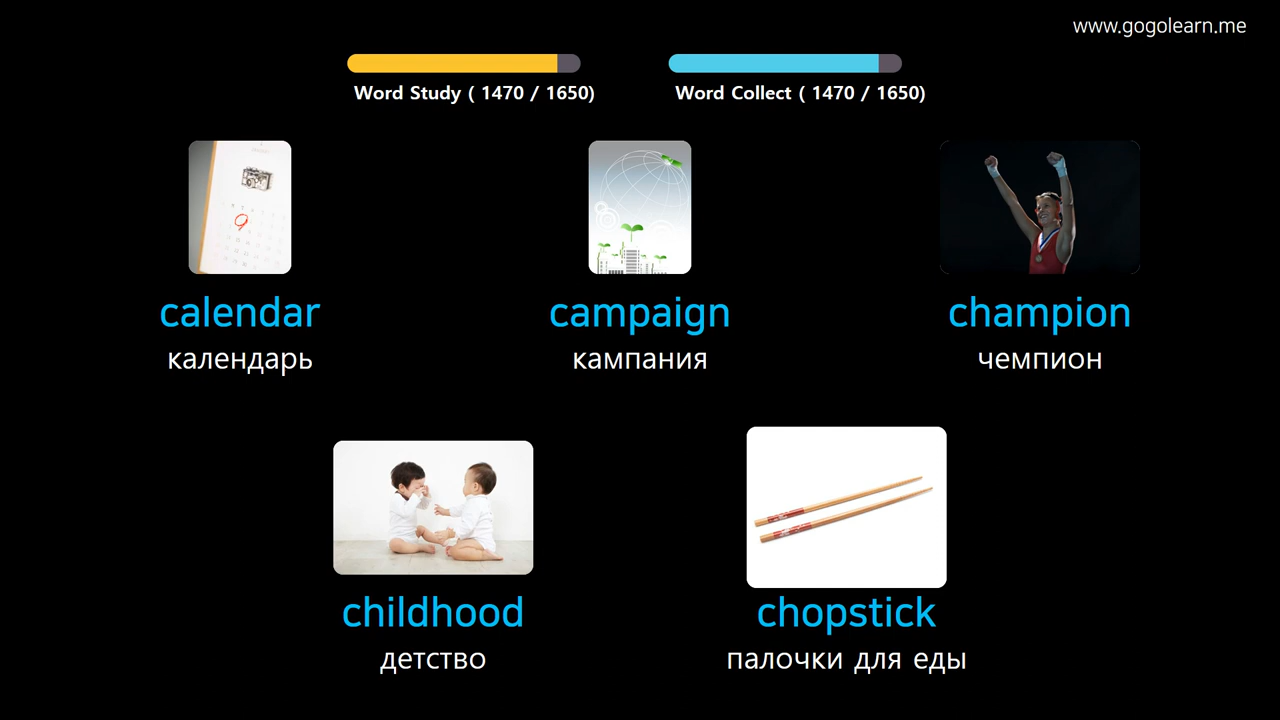 www.gogolearn.me
Word Study ( 1470 / 1650)
Word Collect ( 1470 / 1650)
calendar
календарь
campaign
кампания
champion
чемпион
childhood
детство
chopstick
палочки для еды